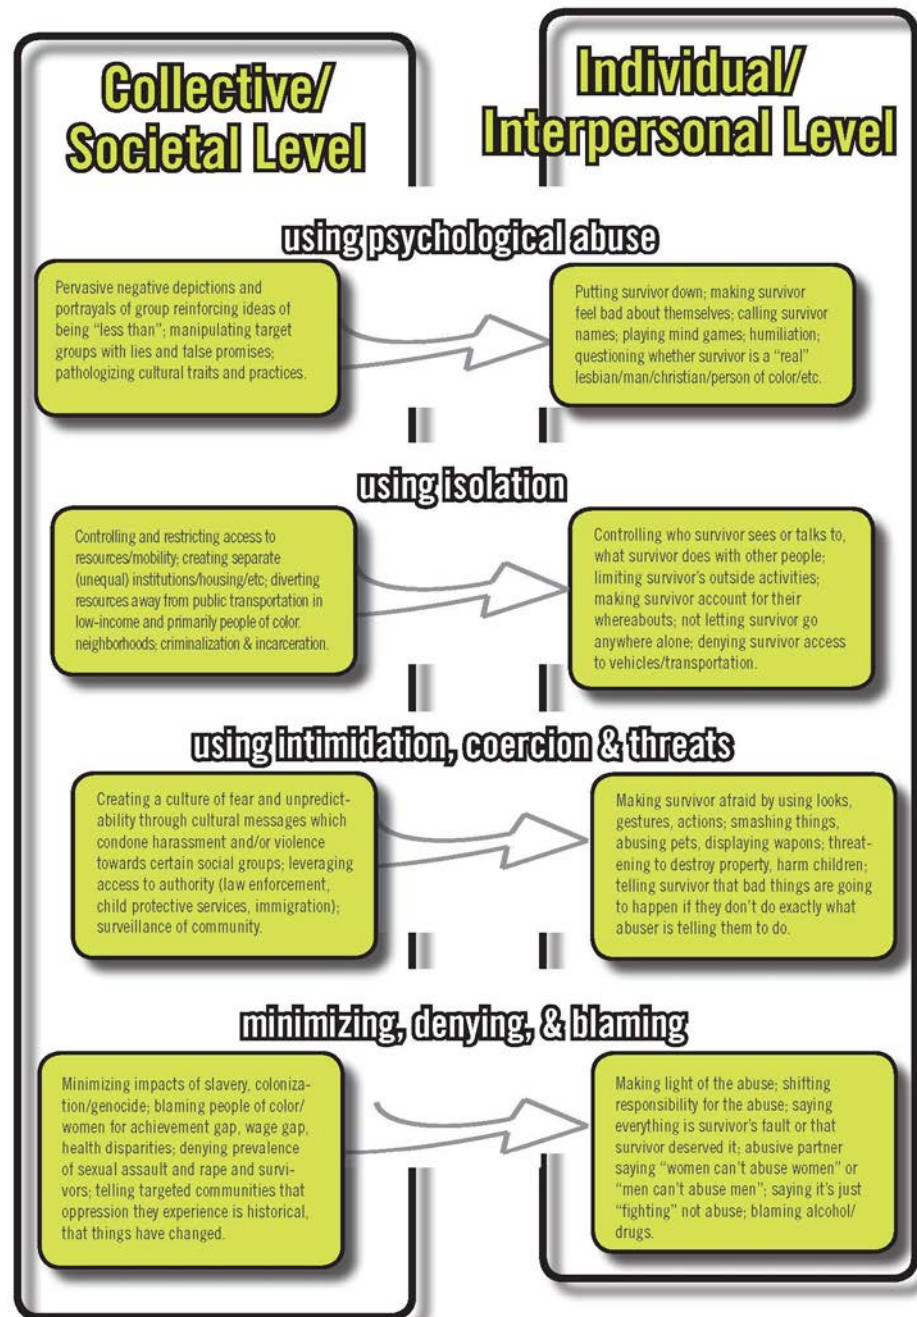 Collective/
Societal Level
Individual/
Interpersonal Level
using psychological abuse
Pervasive negative depictions and
portrayals of group reinforcing ideas of
being “less than”; manipulating target
groups with lies and false promises;
pathologizing cultural traits and practices.
Putting survivor down; making survivor
feel bad about themselves; calling survivor
names; playing mind games; humiliation;
questioning whether survivor is a “real”
lesbian/man/christian/person of color/etc.
using isolation
Controlling and restricting access to
resources/mobility; creating separate
(unequal) institutions/housing/etc; diverting
resources away from public transportation in
low-income and primarily people of color.
neighborhoods; criminalization & incarceration.
Controlling who survivor sees or talks to,
what survivor does with other people;
limiting survivor’s outside activities;
making survivor account for their
whereabouts; not letting survivor go
anywhere alone; denying survivor access
to vehicles/transportation.
using intimidation, coercion & threats
Creating a culture of fear and unpredict-
ability through cultural messages which
condone harassment and/or violence
towards certain social groups; leveraging
access to authority (law enforcement,
child protective services, immigration);
surveillance of community.
Making survivor afraid by using looks,
gestures, actions; smashing things,
abusing pets, displaying wapons; threat-
ening to destroy property, harm children;
telling survivor that bad things are going
to happen if they don’t do exactly what
abuser is telling them to do.
minimizing, denying, & blaming
Minimizing impacts of slavery, coloniza-
tion/genocide; blaming people of color/
women for achievement gap, wage gap,
health disparities; denying prevalence
of sexual assault and rape and survi-
vors; telling targeted communities that
oppression they experience is historical,
that things have changed.
Making light of the abuse; shifting
responsibility for the abuse; saying
everything is survivor’s fault or that
survivor deserved it; abusive partner
saying “women can’t abuse women” or
“men can’t abuse men”; saying it’s just
“fighting” not abuse; blaming alcohol/
drugs.